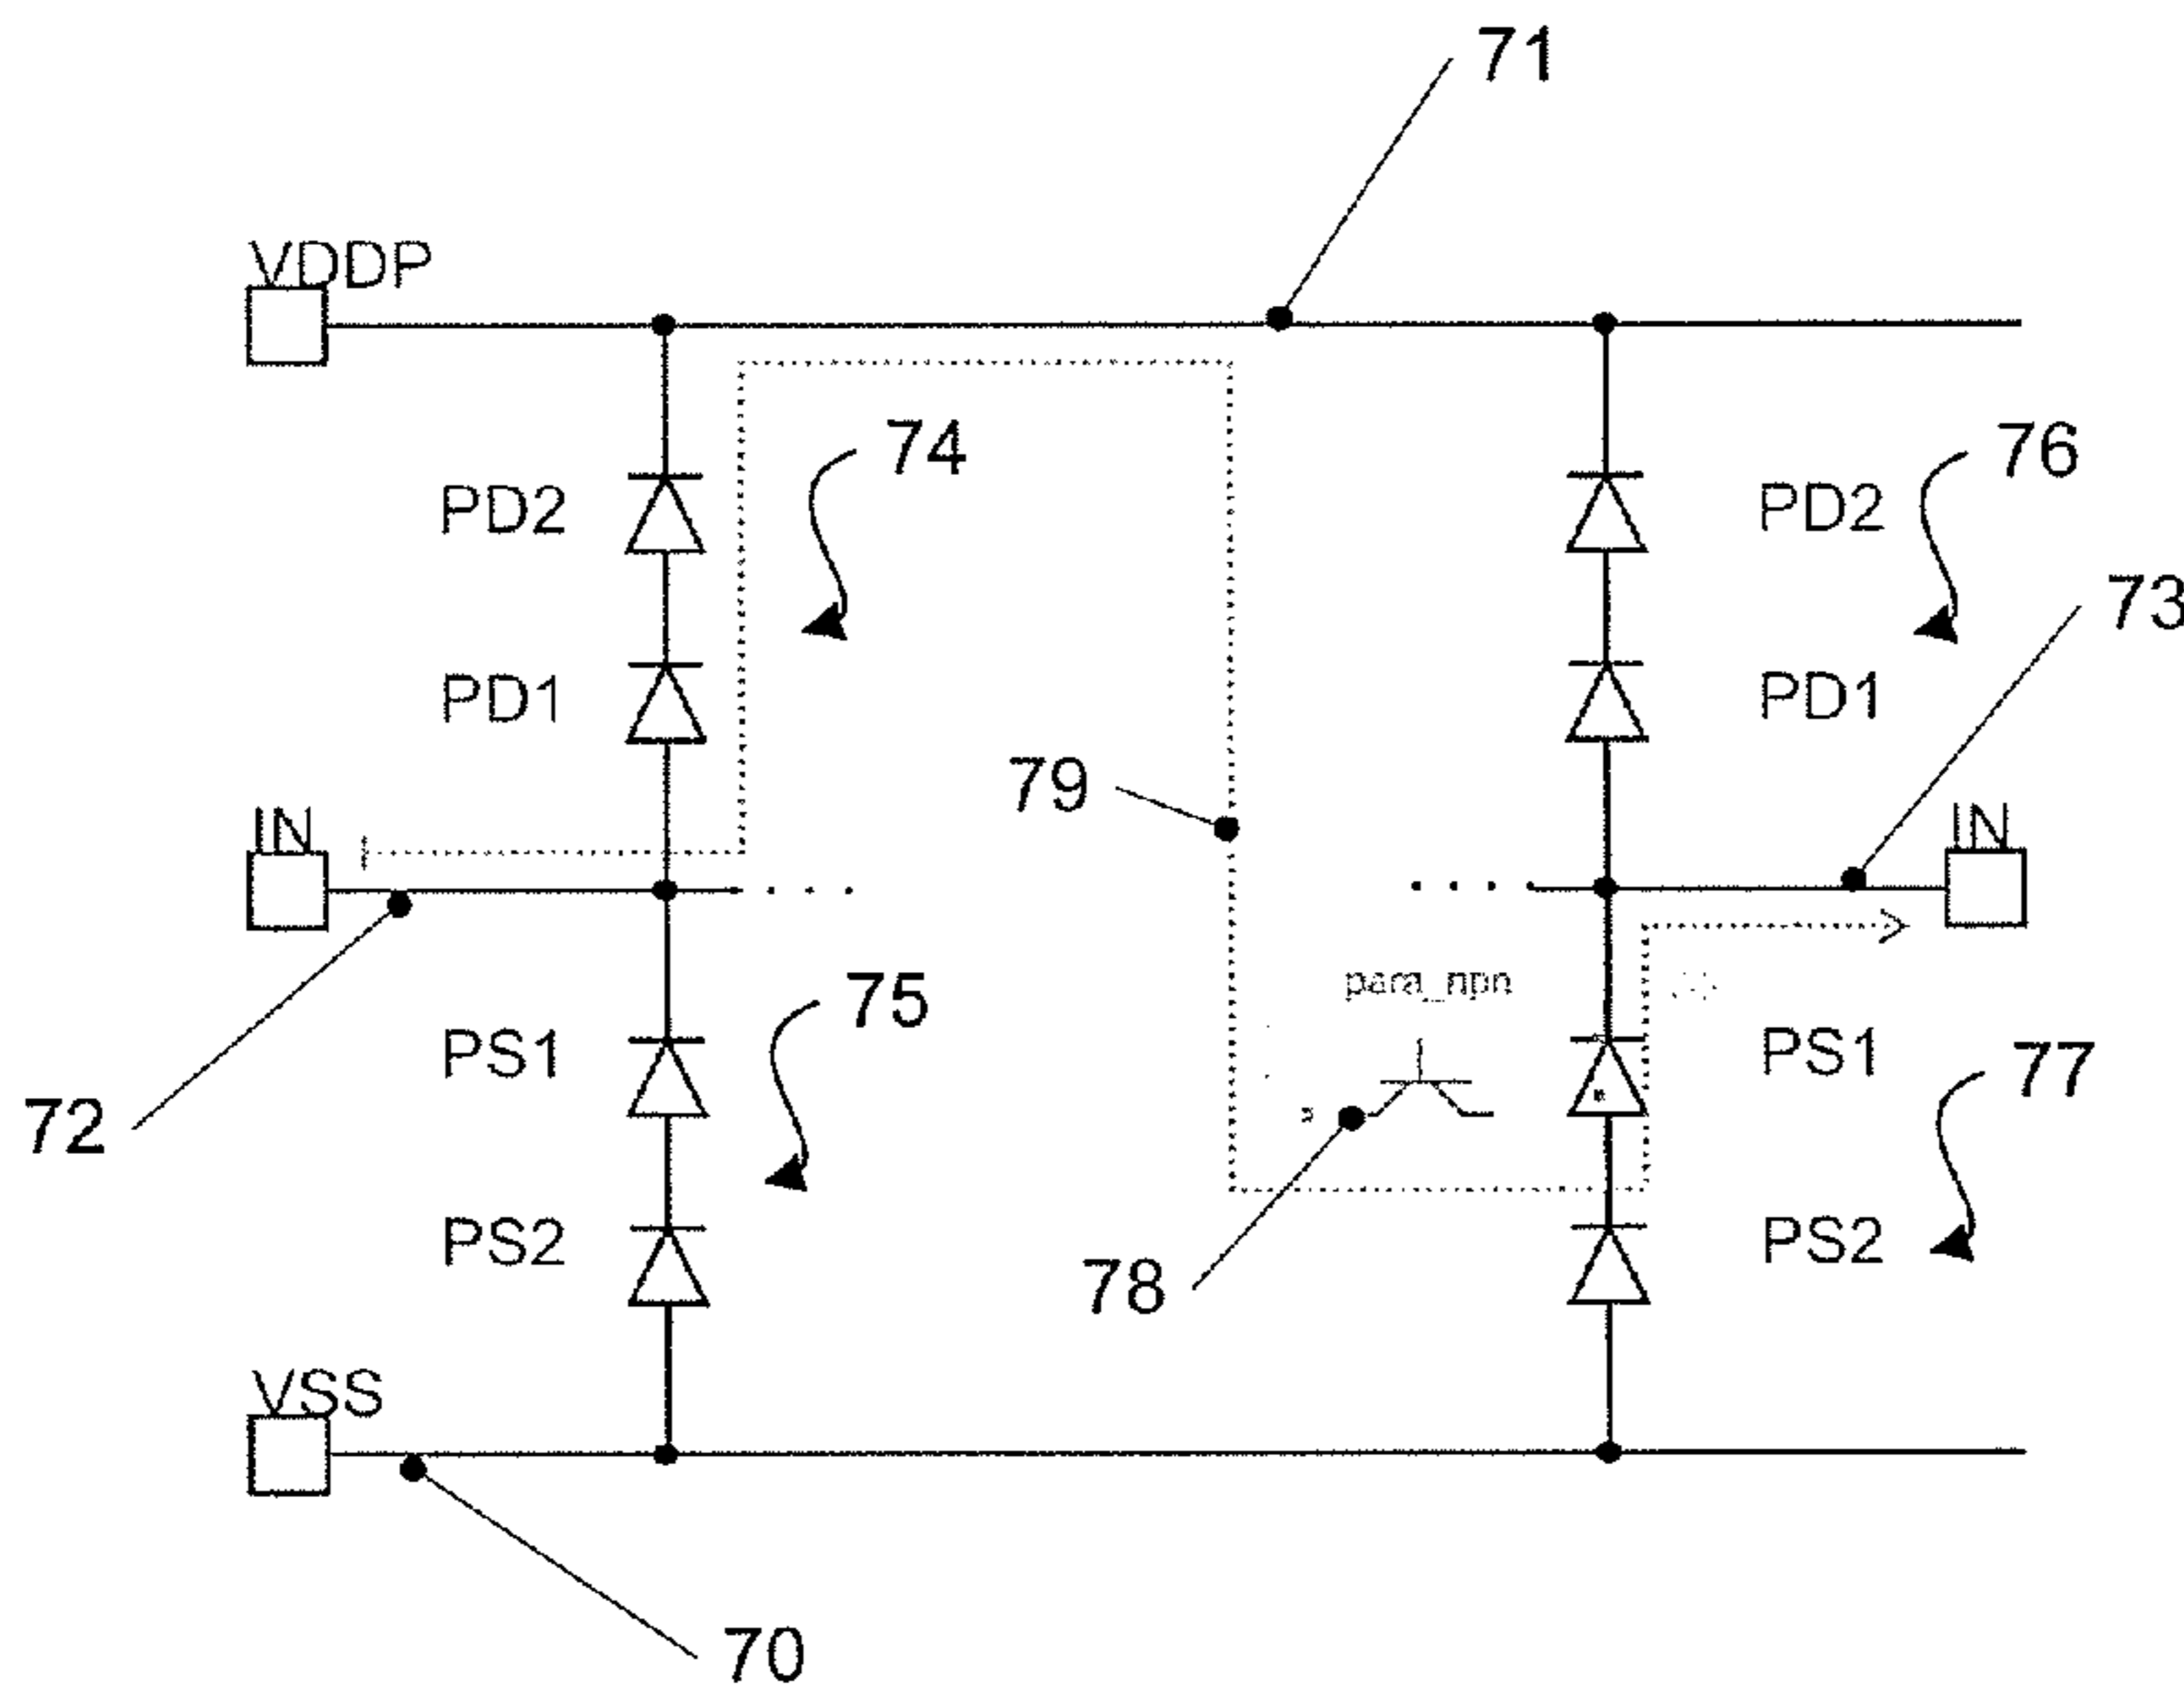 71
VDDP
74
76
PD2
PD2
73
PD1
PD1
79
IN
IN
75
para_npn
PS1
PS1
77
72
PS2
PS2
78
VSS
70